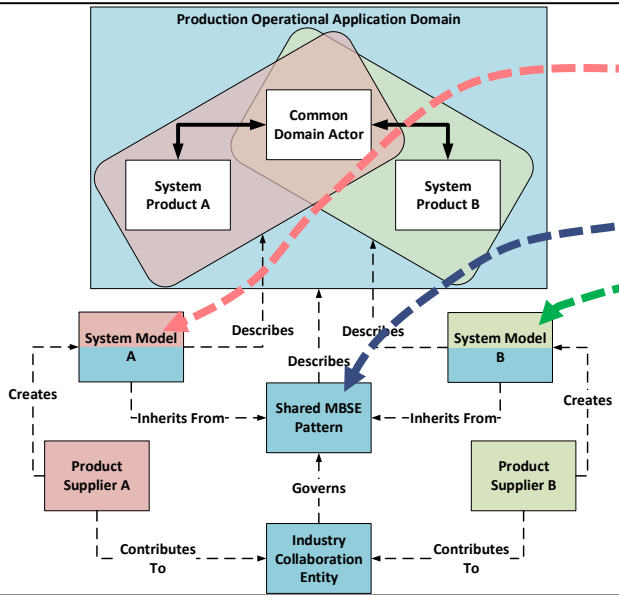 Production Operational Application Domain
Common
Domain Actor
System
Product A
System
Product B
System Model
A
Describes
Describes
System Model
B
Describes
Creates
Inherits From
Shared MBSE
Pattern
Inherits From
Creates
Product
Supplier A
Governs
Product
Supplier B
Contributes
To
Industry
Collaboration
Entity
Contributes
To